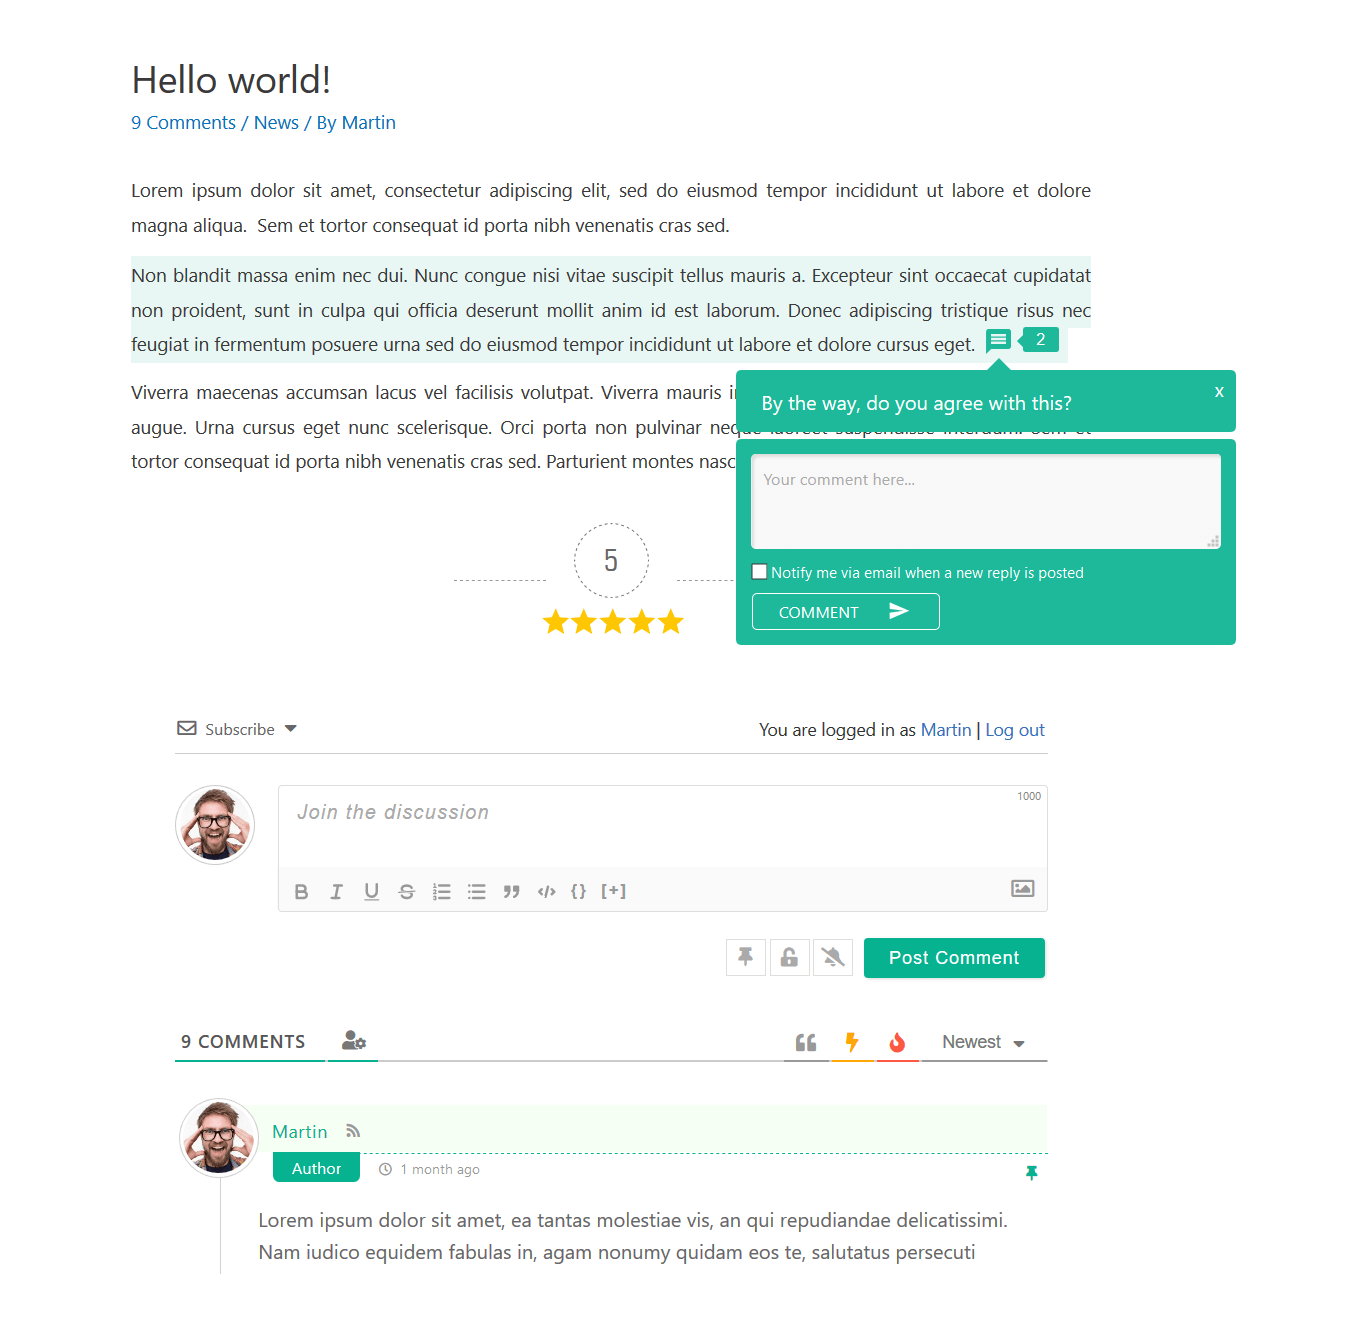 Hello world!
9 Comments / News / By Martin
Lorem ipsum dolor sit amet, consectetur adipiscing elit, sed do eiusmod tempor incididunt ut labore et dolore
magna aliqua.  Sem et tortor consequat id porta nibh venenatis cras sed.
Non blandit massa enim nec dui. Nunc congue nisi vitae suscipit tellus mauris a. Excepteur sint occaecat cupidatat
non proident, sunt in culpa qui officia deserunt mollit anim id est laborum. Donec adipiscing tristique risus nec
feugiat in fermentum posuere urna sed do eiusmod tempor incididunt ut labore et dolore cursus eget.
2
Viverra maecenas accumsan lacus vel facilisis volutpat. Viverra mauris
augue. Urna cursus eget nunc scelerisque. Orci porta non pulvinar neque
tortor consequat id porta nibh venenatis cras sed. Parturient montes
By the way, do you agree with this?
x
Your comment here...
Notify me via email when a new reply is posted
COMMENT
5
Subscribe
You are logged in as Martin | Log out
Join the discussion
1000
B I U S {} [+]
Post Comment
9 COMMENTS
Newest
Martin
Author
1 month ago
Lorem ipsum dolor sit amet, ea tantas molestiae vis, an qui repudiandae delicatissimi.
Nam iudico equidem fabulas in, agam nonumy quidam eos te, salutatus persecuti